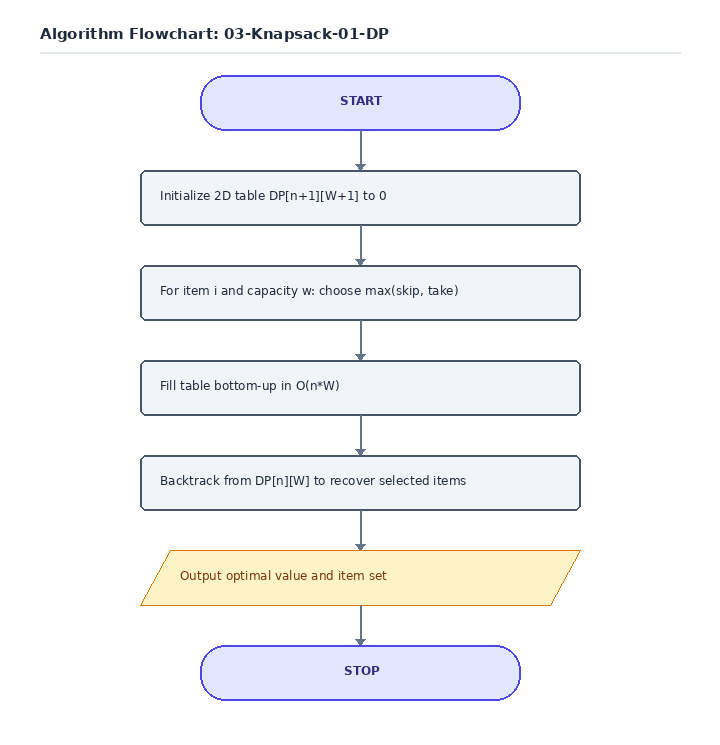 Algorithm Flowchart: 03-Knapsack-01-DP
START
Initialize 2D table DP[n+1][W+1] to 0
For item i and capacity w: choose max(skip, take)
Fill table bottom-up in O(n*W)
Backtrack from DP[n][W] to recover selected items
Output optimal value and item set
STOP